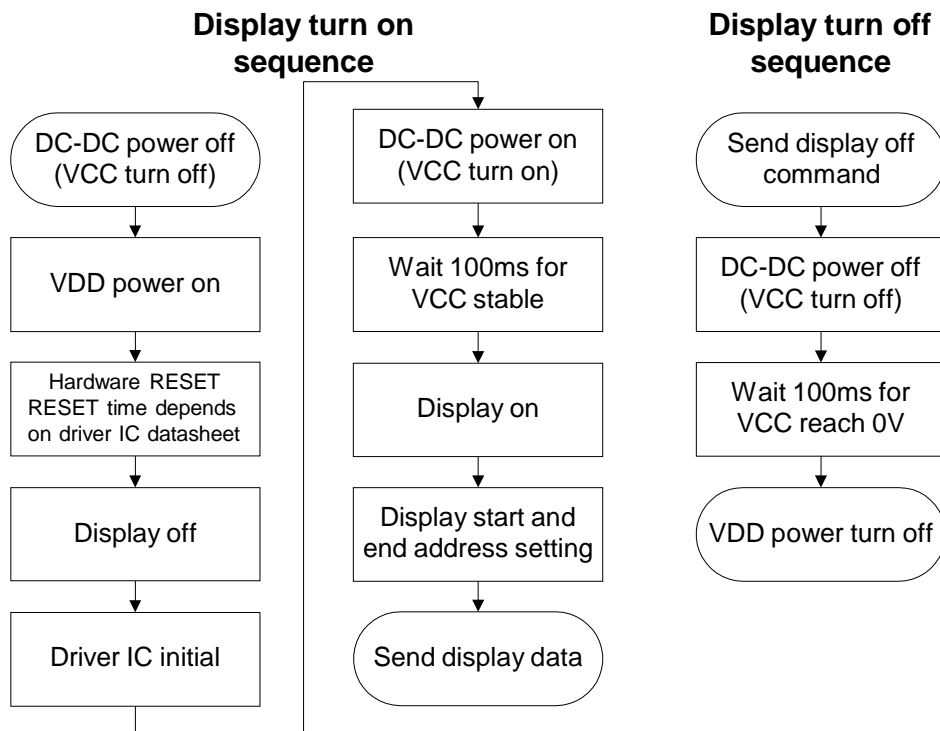 Display turn on
sequence
DC-DC power off
(VCC turn off)
VDD power on
Hardware RESET
RESET time depends
on driver IC datasheet
Display off
Driver IC initial
DC-DC power on
(VCC turn on)
Wait 100ms for
VCC stable
Display on
Display start and
end address setting
Send display data
Display turn off
sequence
Send display off
command
DC-DC power off
(VCC turn off)
Wait 100ms for
VCC reach 0V
VDD power turn off